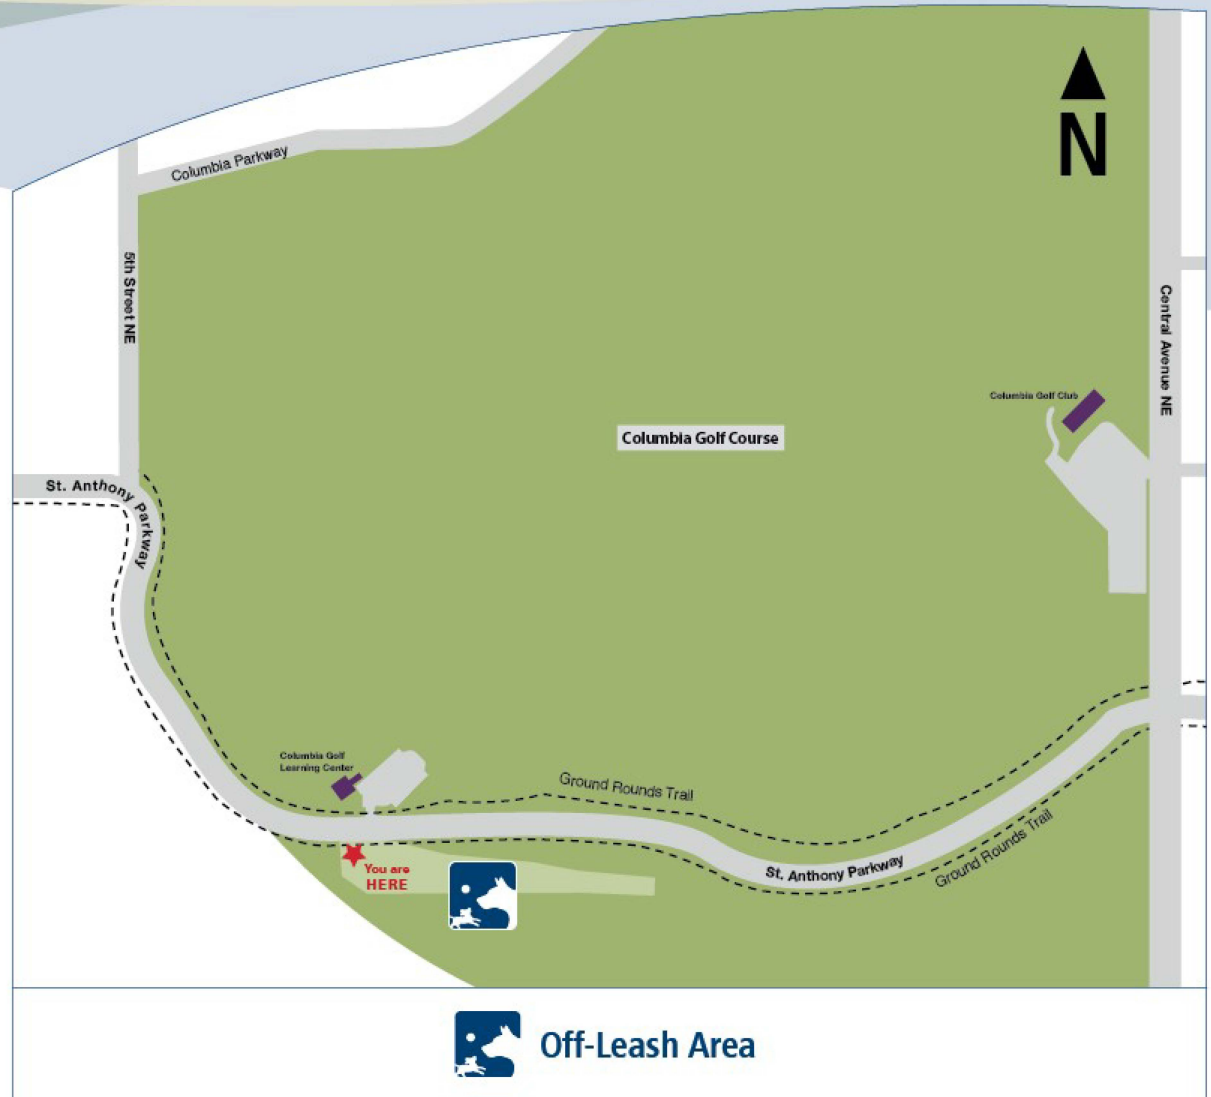 N
Columbia Parkway
5th Street NE
Central Avenue NE
Columbia Golf Club
Columbia Golf Course
St. Anthony Parkway
Columbia Golf
Learning Center
Ground Rounds Trail
St. Anthony Parkway
Ground Rounds Trail
You are
HERE
Off-Leash Area